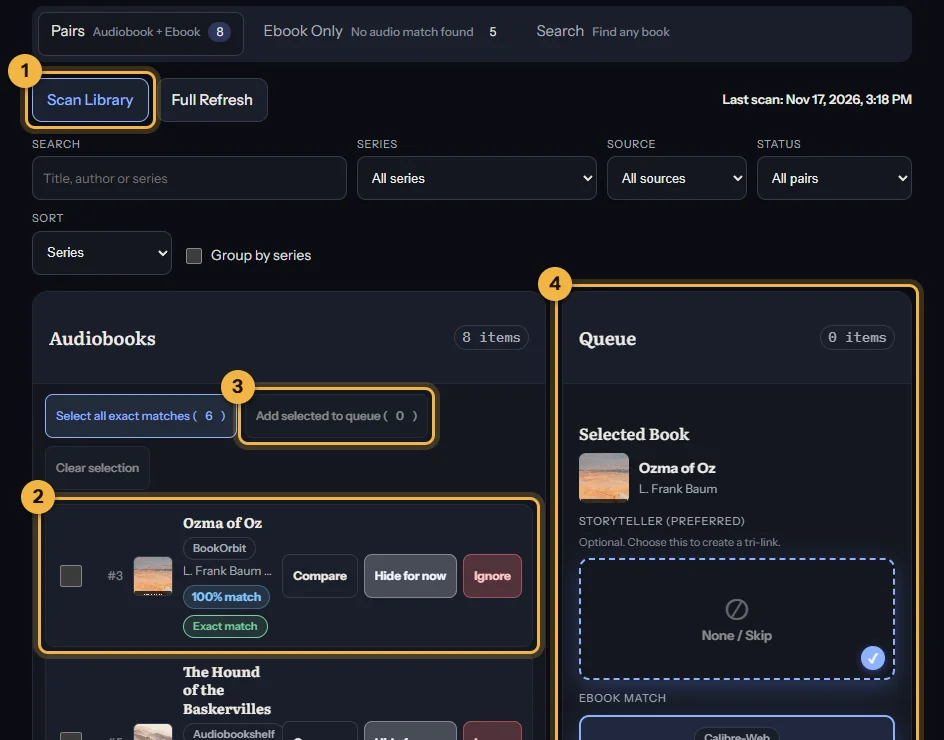 Pairs Audiobook + Ebook 8 Ebook Only No audio match found 5 Search Find any book
1
Scan Library Full Refresh Last scan: Nov 17, 2026, 3:18 PM
SEARCH SERIES SOURCE STATUS
Title, author or series All series All sources All pairs
SORT
Series Group by series
4
Audiobooks 8 items Queue 0 items
3
Select all exact matches ( 6 ) Add selected to queue ( 0 )
Selected Book
Clear selection
Ozma of Oz
L. Frank Baum
2
STORYTELLER (PREFERRED)
Optional. Choose this to create a tri-link.
Ozma of Oz
BookOrbit
#3 L. Frank Baum ... Compare Hide for now Ignore
100% match
Exact match
None / Skip
The Hound
of the
Baskervilles
EBOOK MATCH
Audiobookshelf
Calibre-Web